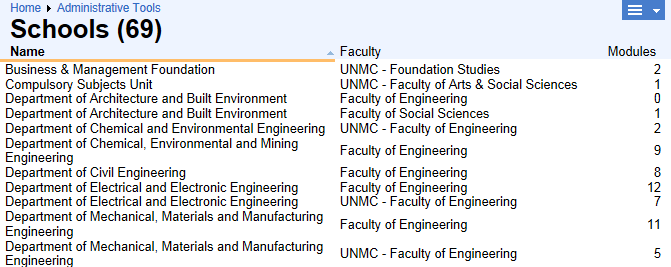 Home ▸ Administrative Tools
Schools (69)
Name Faculty Modules
Business & Management Foundation UNMC - Foundation Studies 2
Compulsory Subjects Unit UNMC - Faculty of Arts & Social Sciences 1
Department of Architecture and Built Environment Faculty of Engineering 0
Department of Architecture and Built Environment Faculty of Social Sciences 1
Department of Chemical and Environmental Engineering UNMC - Faculty of Engineering 2
Department of Chemical, Environmental and Mining
Engineering Faculty of Engineering 9
Department of Civil Engineering Faculty of Engineering 8
Department of Electrical and Electronic Engineering Faculty of Engineering 12
Department of Electrical and Electronic Engineering UNMC - Faculty of Engineering 7
Department of Mechanical, Materials and Manufacturing
Engineering Faculty of Engineering 11
Department of Mechanical, Materials and Manufacturing
Engineering UNMC - Faculty of Engineering 5